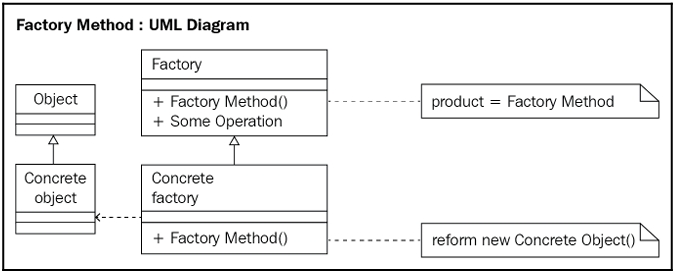 Factory Method : UML Diagram
Factory
Object
+ Factory Method()
+ Some Operation
product = Factory Method
Concrete
object
Concrete
factory
+ Factory Method()
reform new Concrete Object()